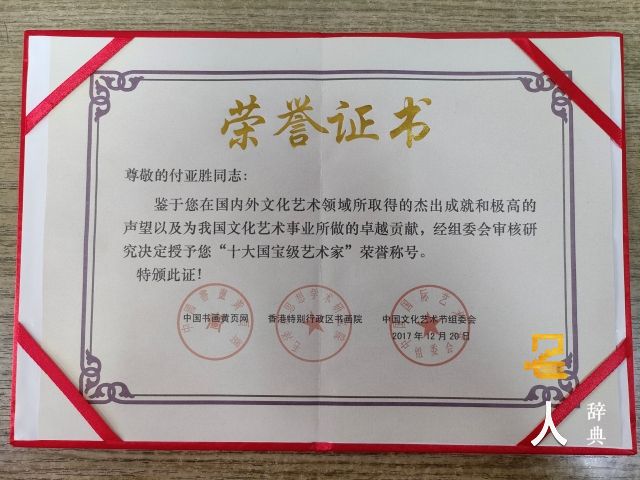 荣誉证书
尊敬的付亚胜同志：
鉴于您在国内外文化艺术领域所取得的杰出成就和极高的
声望以及为我国文化艺术事业所做的卓越贡献，经组委会审核研
究决定授予您“十大国宝级艺术家”荣誉称号。
特颁此证！
中国书画黄页网 香港特别行政区书画院 中国文化艺术节组委会
2017年12月20日
人
辞典